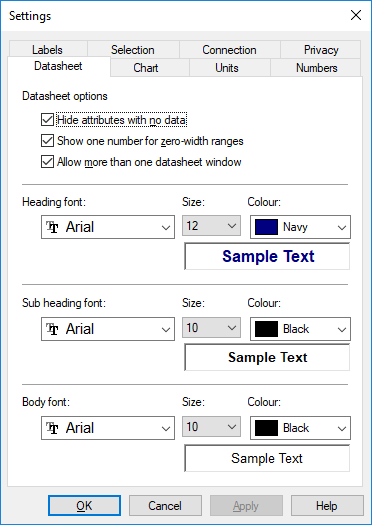 Settings
Labels Selection Connection Privacy
Datasheet Chart Units Numbers
Datasheet options
Hide attributes with no data
Show one number for zero-width ranges
Allow more than one datasheet window
Heading font: Size: Colour:
Arial 12 Navy
Sample Text
Sub heading font: Size: Colour:
Arial 10 Black
Sample Text
Body font: Size: Colour:
Arial 10 Black
Sample Text
OK Cancel Apply Help